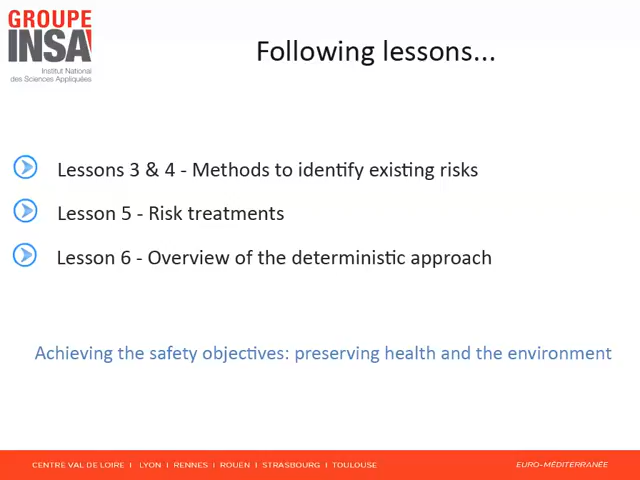 GROUPE
INSA
Institut National
des Sciences Appliquées
Following lessons...
Lessons 3 & 4 - Methods to identify existing risks
Lesson 5 - Risk treatments
Lesson 6 - Overview of the deterministic approach
Achieving the safety objectives: preserving health and the environment
CENTRE VAL DE LOIRE I LYON I RENNES I ROUEN I STRASBOURG I TOULOUSE
EURO-MÉDITERRANÉE